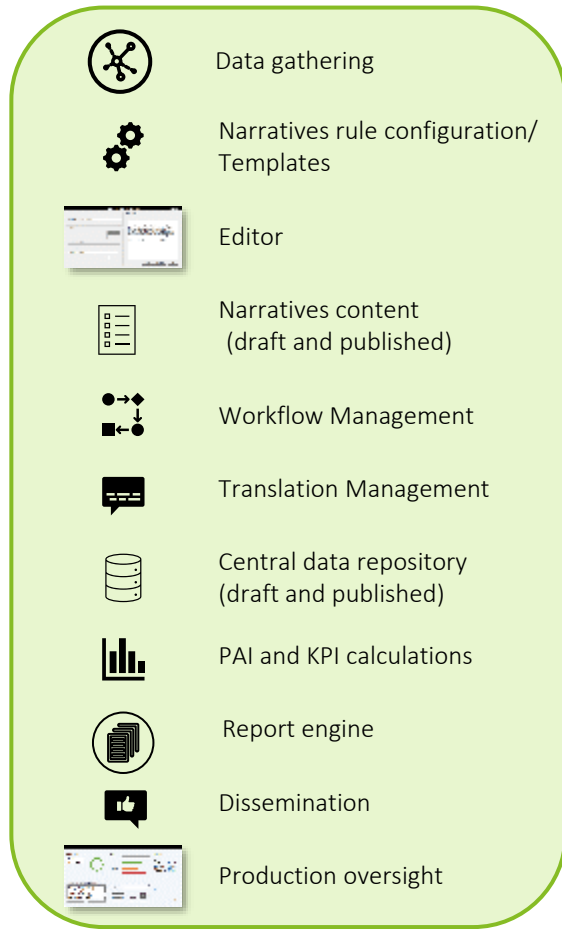 Data gathering
Narratives rule configuration/
Templates
Editor
Narratives content
(draft and published)
Workflow Management
Translation Management
Central data repository
(draft and published)
PAI and KPI calculations
Report engine
Dissemination
Production oversight